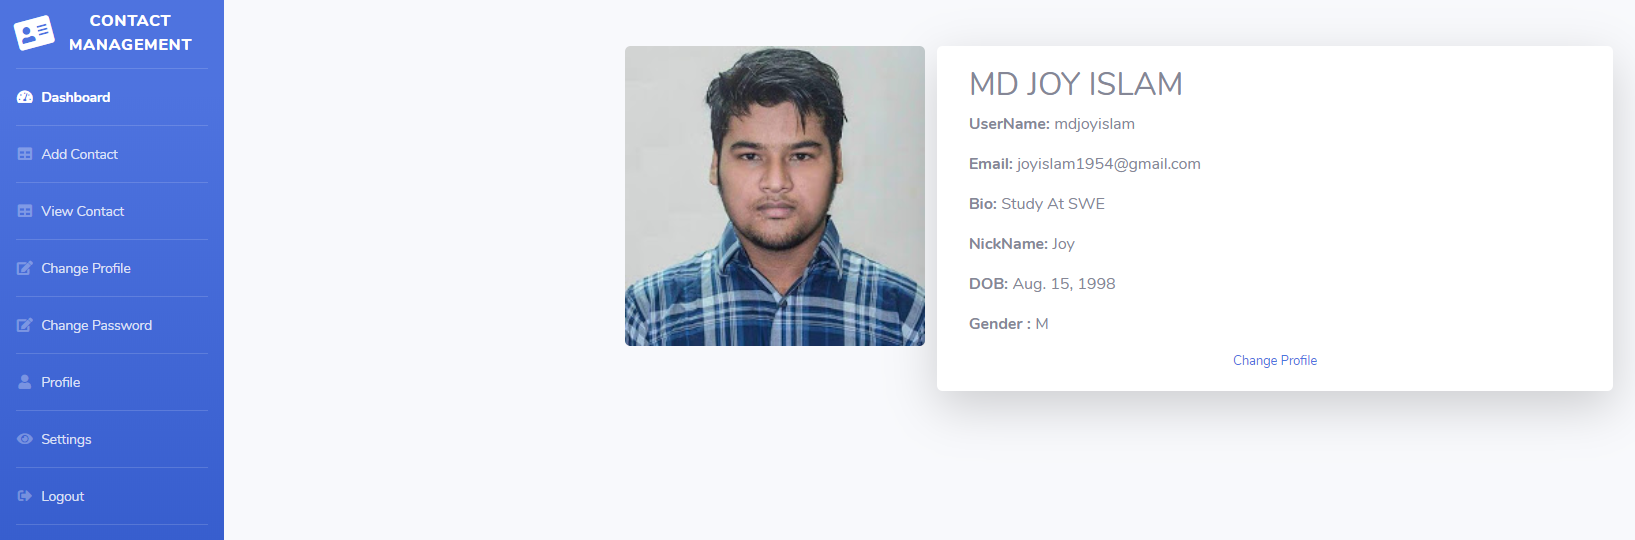 CONTACT
MANAGEMENT
Dashboard
Add Contact
View Contact
Change Profile
Change Password
Profile
Settings
Logout
MD JOY ISLAM
UserName: mdjoyislam
Email: joyislam1954@gmail.com
Bio: Study At SWE
NickName: Joy
DOB: Aug. 15, 1998
Gender : M
Change Profile